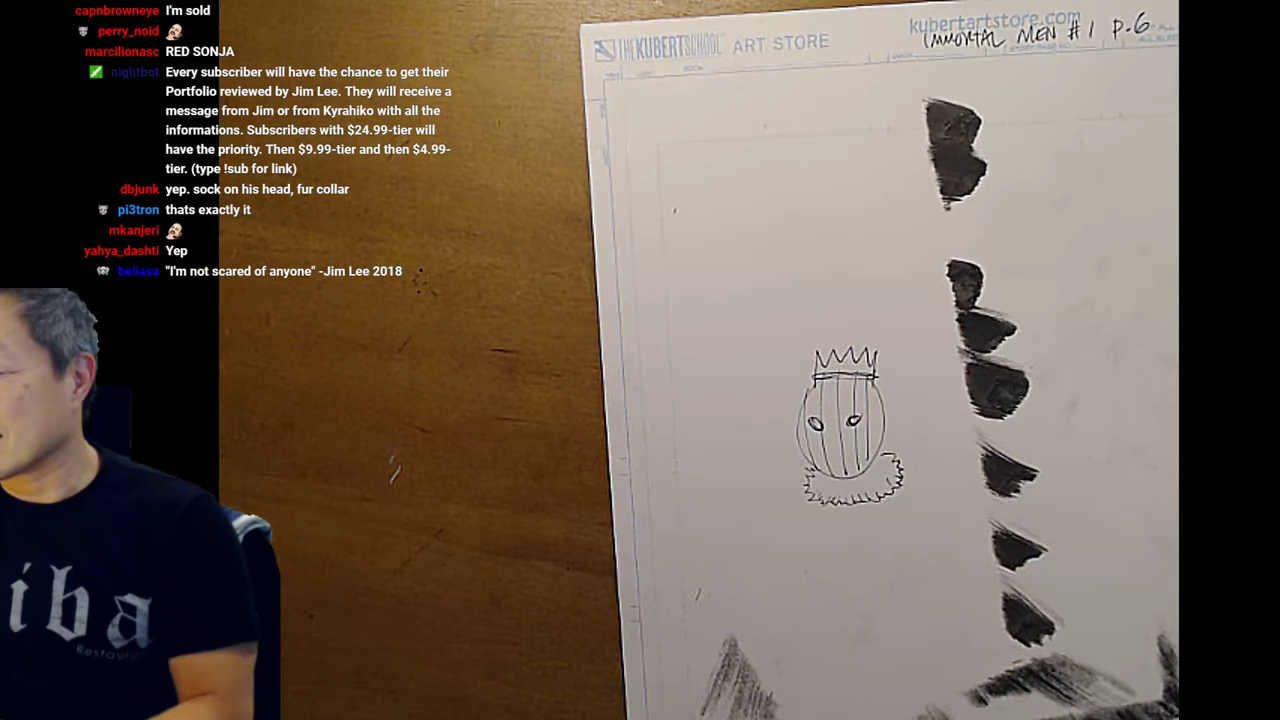 capnbrowneye I'm sold
perry_noid
marcilionasc RED SONJA
nightbot Every subscriber will have the chance to get their
Portfolio reviewed by Jim Lee. They will receive a
message from Jim or from Kyrahiko with all the
informations. Subscribers with $24.99-tier will
have the priority. Then $9.99-tier and then $4.99-
tier. (type !sub for link)
dbjunk yep. sock on his head, fur collar
pi3tron thats exactly it
mkanjeri
yahya_dashti Yep
beliasa "I'm not scared of anyone" -Jim Lee 2018
kubertartstore.com
THE KUBERT SCHOOL ART STORE
IMMORTAL MEN #1 P.6
iba